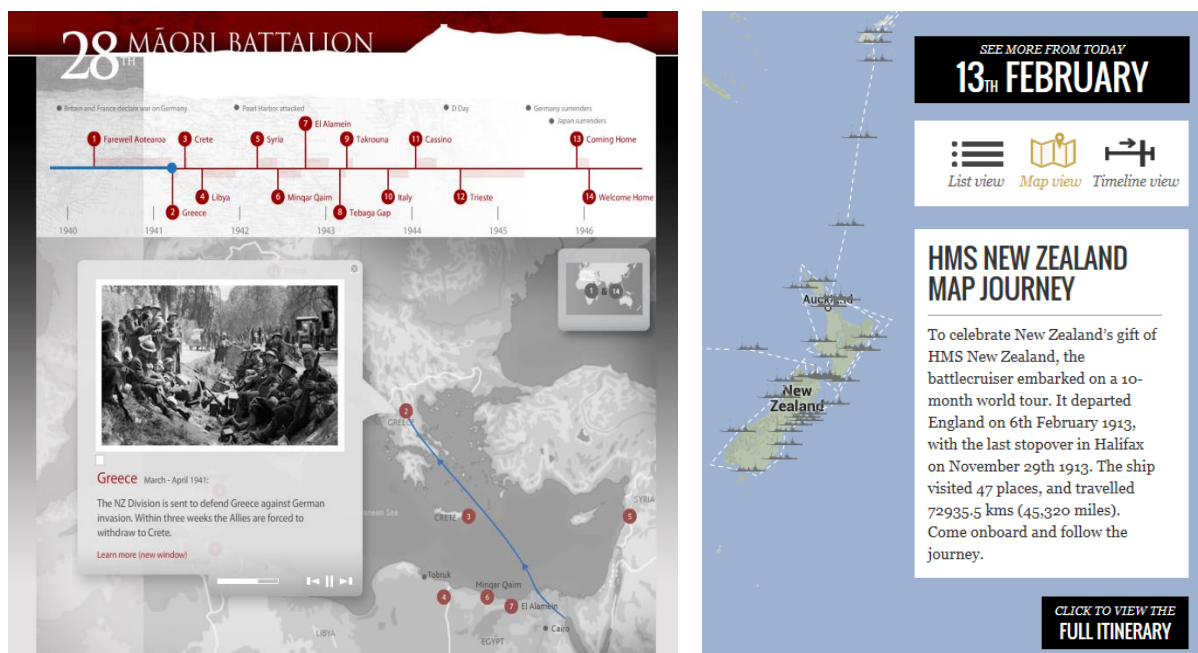 28TH MĀORI BATTALION
Britain and France declare war on Germany
Pearl Harbor attacked
D Day
Germany surrenders
Japan surrenders
7 El Alamein
1 Farewell Aotearoa
3 Crete
5 Syria
9 Takrouna
11 Cassino
13 Coming Home
4 Libya
6 Minqar Qaim
10 Italy
12 Trieste
14 Welcome Home
2 Greece
8 Tebaga Gap
1940 1941 1942 1943 1944 1945 1946
1 & 14
2
GREECE
Greece March - April 1941:
The NZ Division is sent to defend Greece against German
invasion. Within three weeks the Allies are forced to
withdraw to Crete.
Learn more (new window)
CRETE 3
SYRIA
5
Tobruk
4
Minqar Qaim
6
7 El Alamein
Cairo
LIBYA
EGYPT
SEE MORE FROM TODAY
13TH FEBRUARY
List view
Map view
Timeline view
HMS NEW ZEALAND
MAP JOURNEY
To celebrate New Zealand's gift of
HMS New Zealand, the
battlecruiser embarked on a 10-
month world tour. It departed
England on 6th February 1913,
with the last stopover in Halifax
on November 29th 1913. The ship
visited 47 places, and travelled
72935.5 kms (45,320 miles).
Come onboard and follow the
journey.
CLICK TO VIEW THE
FULL ITINERARY
Auckland
New
Zealand